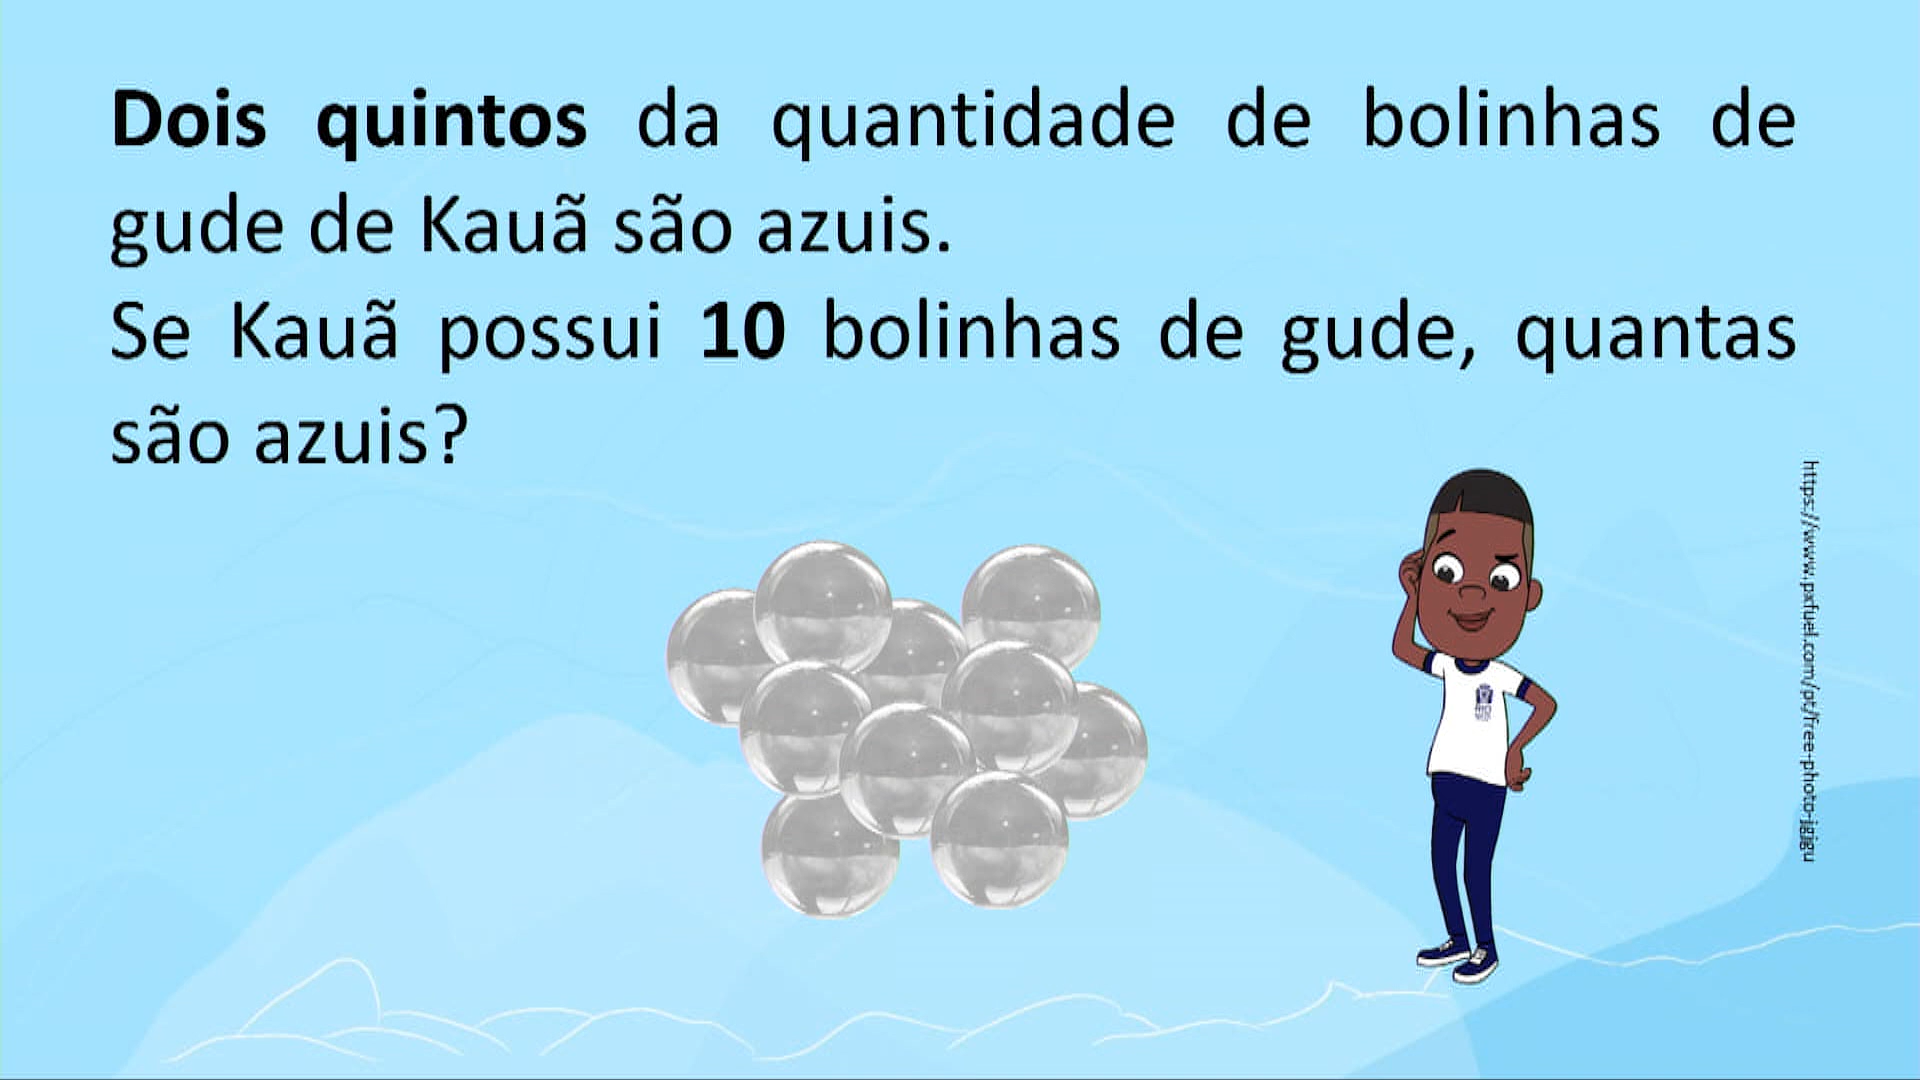 Dois quintos da quantidade de bolinhas de
gude de Kauã são azuis.
Se Kauã possui 10 bolinhas de gude, quantas
são azuis?
https://www.pxfuel.com/pt/free-photo-jgjgu